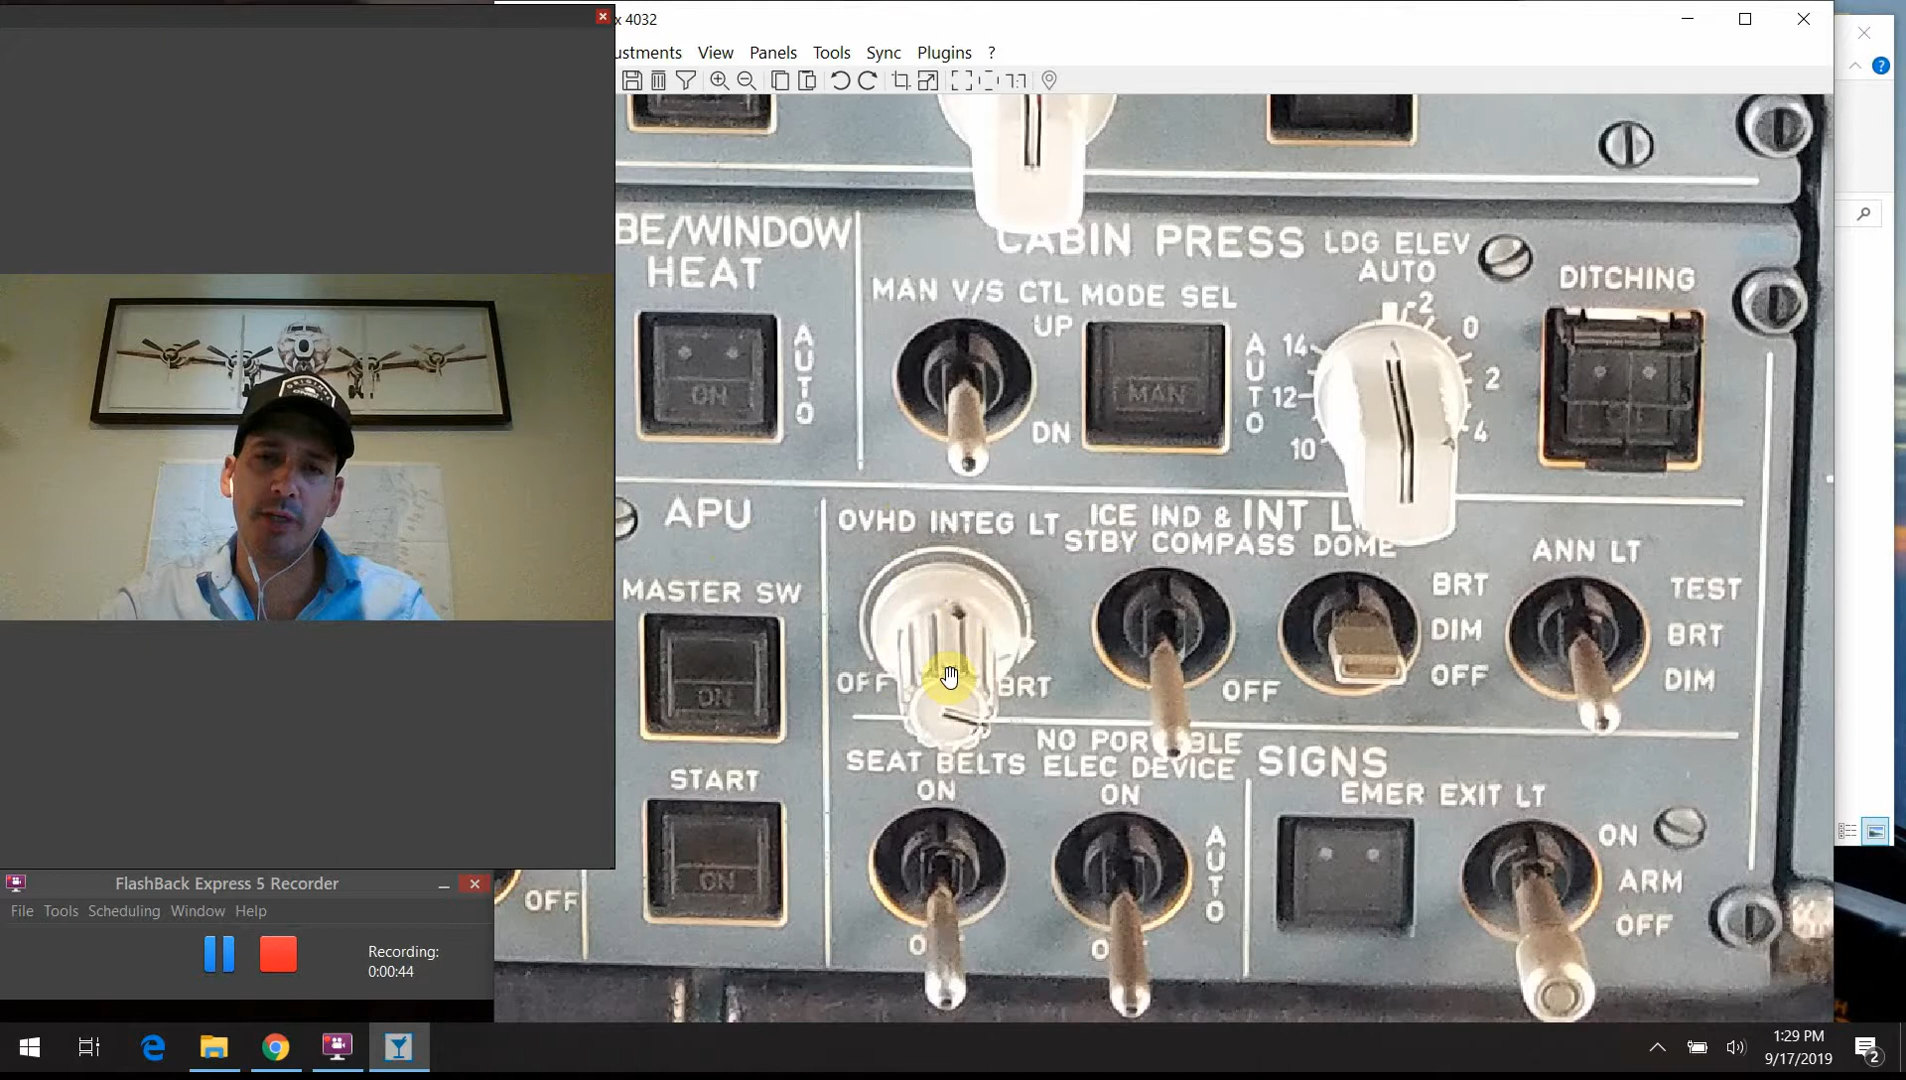 x 4032
ustments View Panels Tools Sync Plugins ?
BE/WINDOW
HEAT
ON
AUTO
CABIN PRESS
MAN V/S CTL
UP
DN
MODE SEL
MAN
AUTO
LDG ELEV
AUTO
-2
0
2
4
10
12
14
DITCHING
APU
MASTER SW
ON
START
ON
OFF
OVHD INTEG LT
OFF
BRT
ICE IND &
STBY COMPASS
OFF
INT
DOME
BRT
DIM
OFF
ANN LT
TEST
BRT
DIM
SEAT BELTS
ON
NO
ELEC DEVICE
ON
AUTO
SIGNS
EMER EXIT LT
ON
ARM
OFF
FlashBack Express 5 Recorder
File Tools Scheduling Window Help
Recording:
0:00:44
1:29 PM
9/17/2019
2